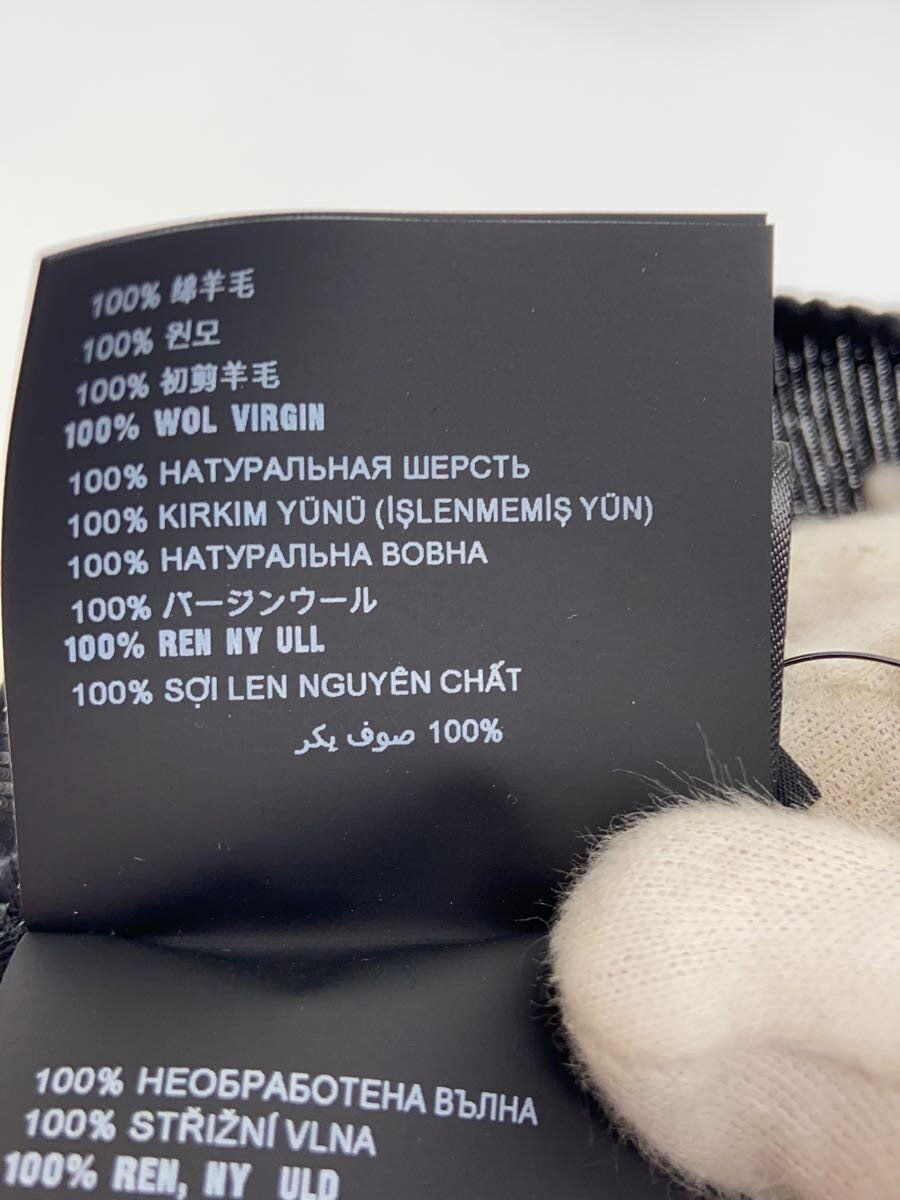 100% 绵羊毛
100% 원모
100% 初剪羊毛
100% WOL VIRGIN
100% НАТУРАЛЬНАЯ ШЕРСТЬ
100% KIRKIM YÜNÜ (İŞLENMEMİŞ YÜN)
100% НАТУРАЛЬНА ВОВНА
100% バージンウール
100% REN NY ULL
100% SỢI LEN NGUYÊN CHẤT
100% صوف بكر
100% НЕОБРАБОТЕНА ВЪЛНА
100% STŘIŽNÍ VLNA
100% REN, NY ULD